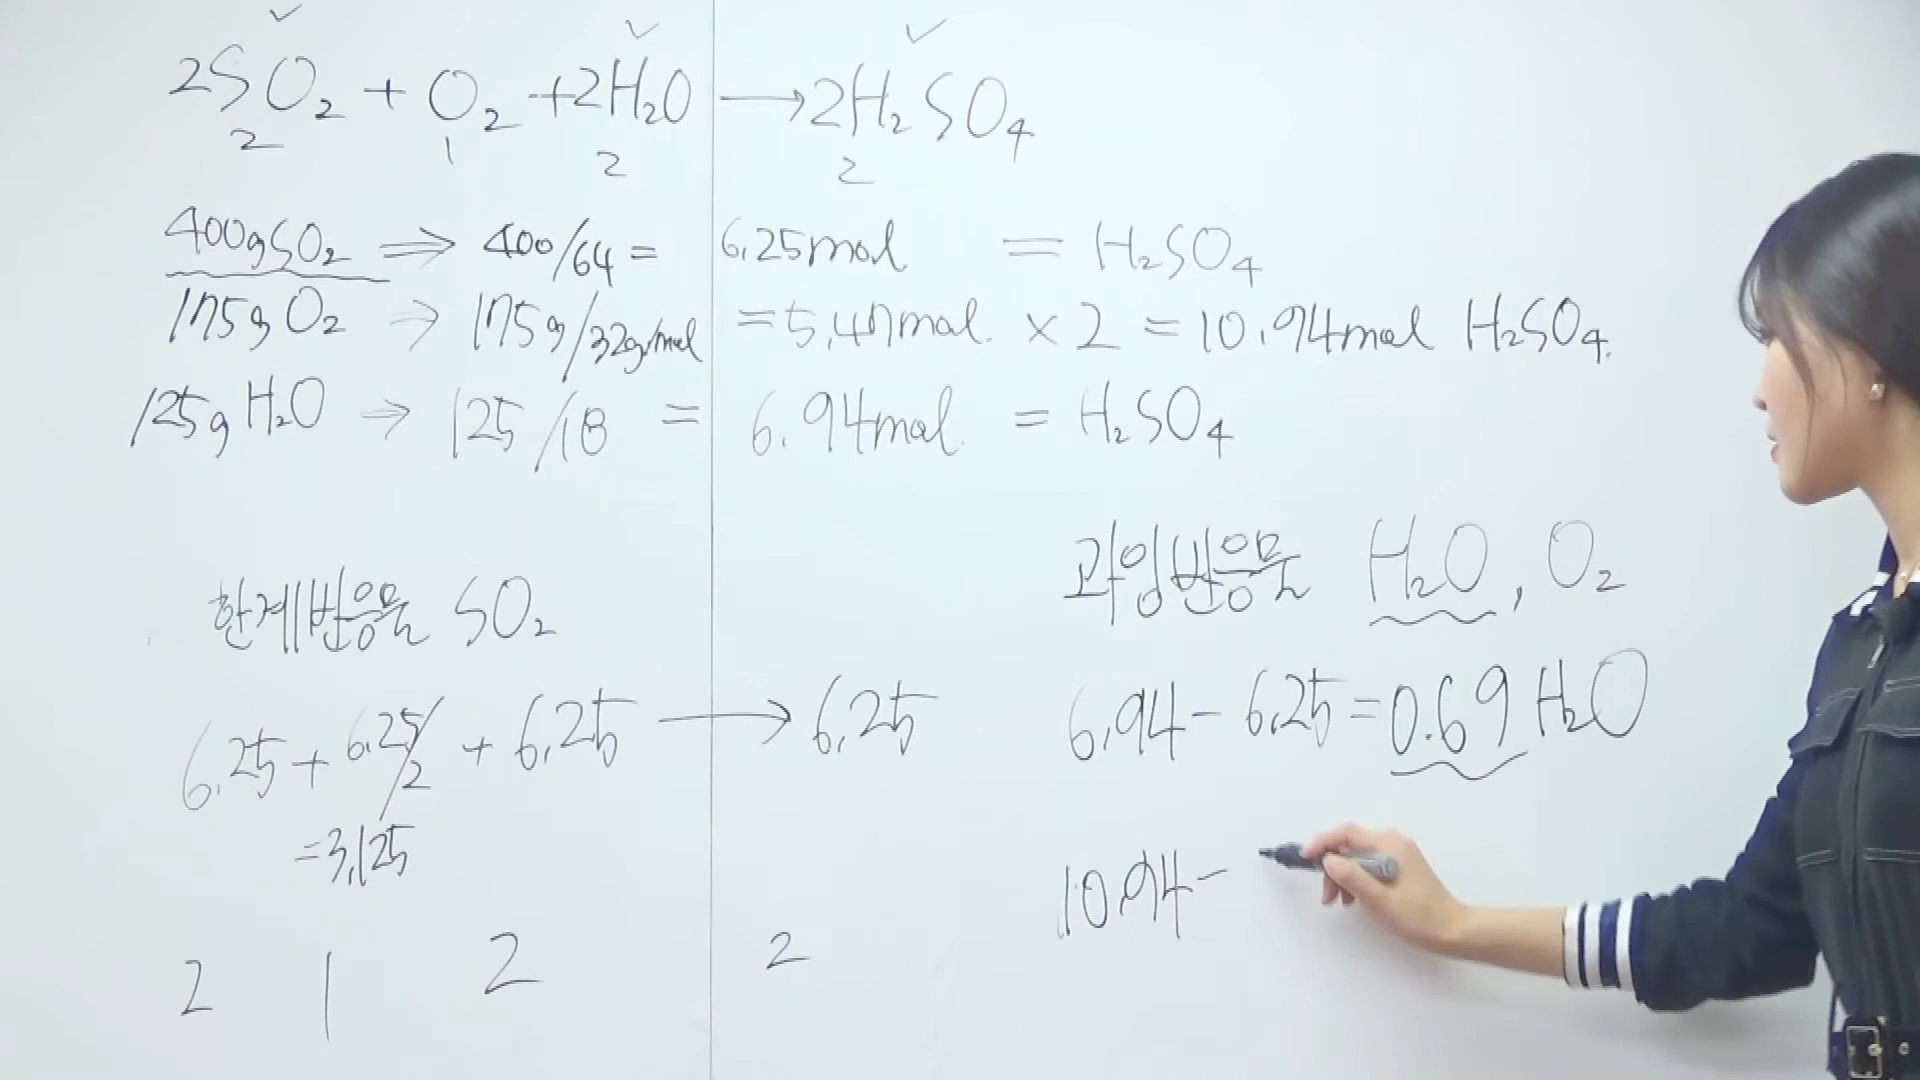 2SO₂ + O₂ + 2H₂O → 2H₂SO₄
2 1 2 2
400g SO₂ ⇒ 400/64 = 6.25mol = H₂SO₄
175g O₂ ⇒ 175g/32g/mol = 5.47mol. × 2 = 10.94mol H₂SO₄.
125g H₂O ⇒ 125/18 = 6.94mol. = H₂SO₄
한계반응물 SO₂
6.25 + 6.25/2 + 6.25 → 6.25
= 3.125
2 1 2 2
과잉반응물 H₂O, O₂
6.94 - 6.25 = 0.69 H₂O
10.94 -